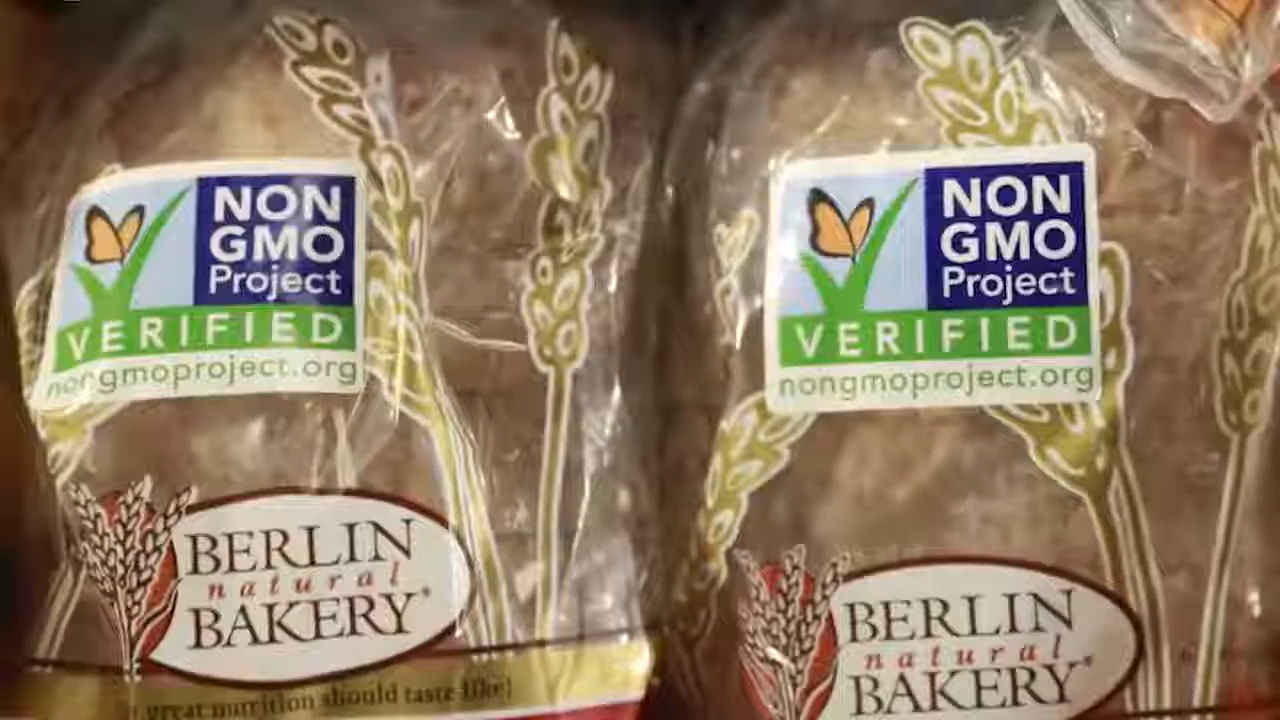 NON
GMO
Project
VERIFIED
nongmoproject.org
BERLIN
natural
BAKERY®
great nutrition should taste like)
NON
GMO
Project
VERIFIED
nongmoproject.org
BERLIN
natural
BAKERY®